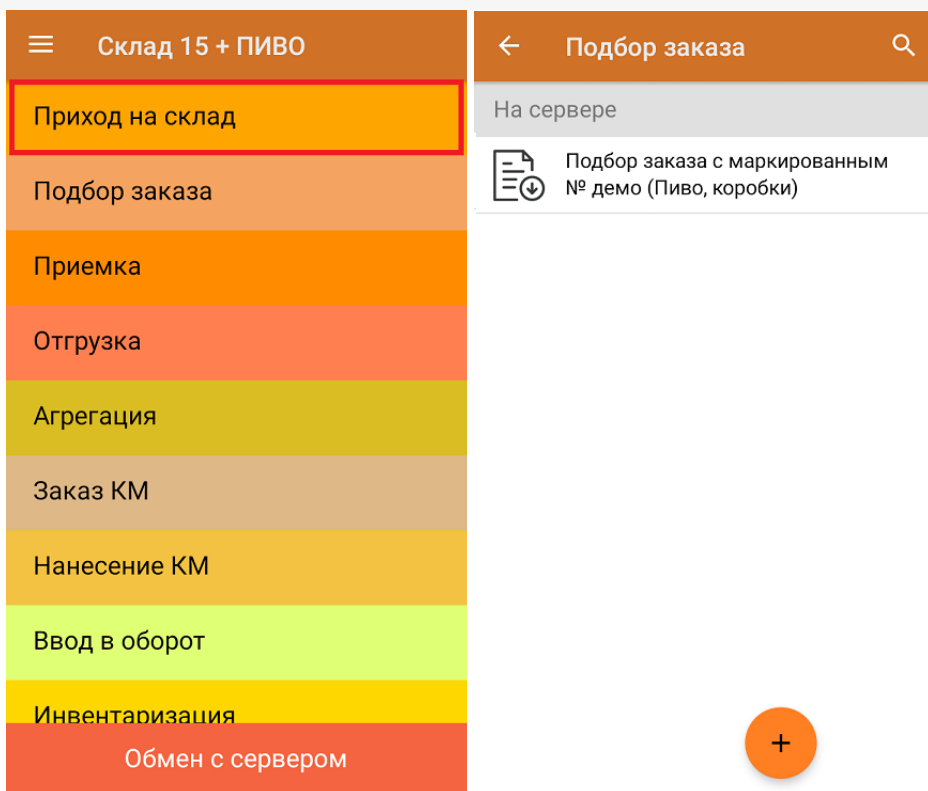 Склад 15 + ПИВО
Приход на склад
Подбор заказа
Приемка
Отгрузка
Агрегация
Заказ КМ
Нанесение КМ
Ввод в оборот
Инвентаризация
Обмен с сервером
Подбор заказа
На сервере
Подбор заказа с маркированным
№ демо (Пиво, коробки)
+